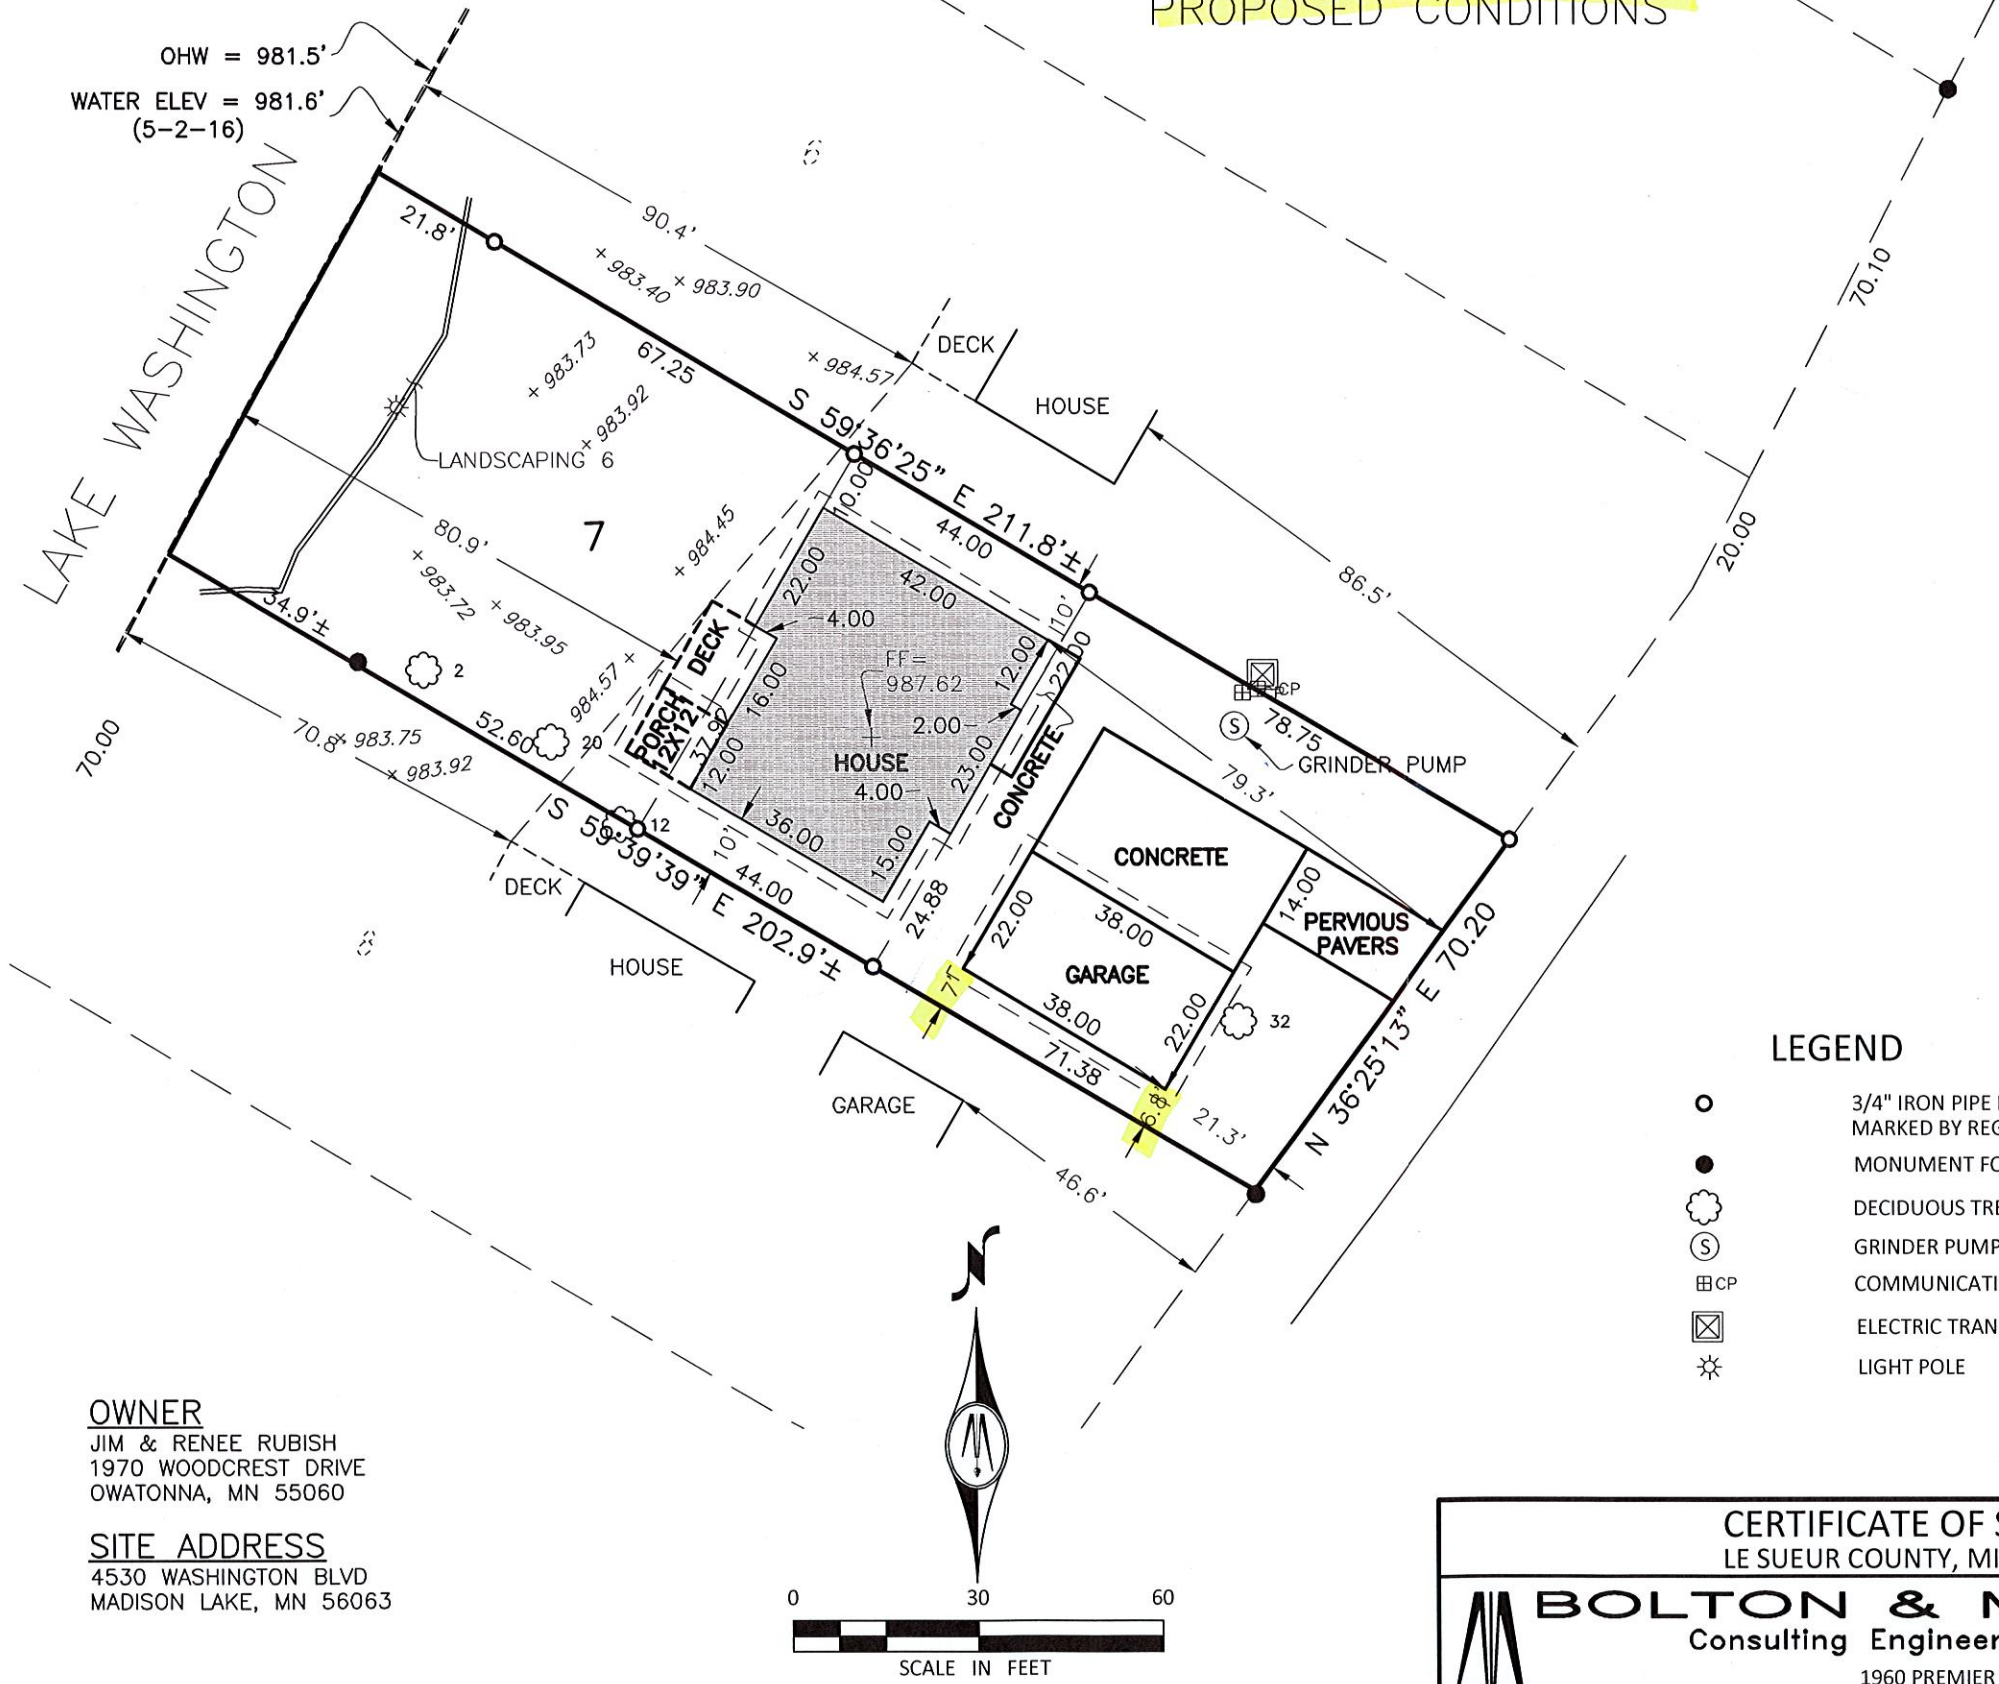 PROPOSED CONDITIONS
OHW = 981.5'
WATER ELEV = 981.6'
(5-2-16)
LAKE WASHINGTON
6
90.4'
21.8'
+ 983.40
+ 983.90
70.10
DECK
+ 984.57
HOUSE
67.25
+ 983.73
+ 983.92
S 59°36'25" E 211.8'±
LANDSCAPING 6
7
80.9'
+ 984.45
10.00
44.00
86.5'
20.00
+ 983.72
+ 983.95
34.9'±
22.00
42.00
4.00
10'
DECK
16.00
FF=
987.62
12.00
22.00
2
984.57 +
PORCH
12X12
37.92
12.00
2.00
CP
S
78.75
GRINDER PUMP
70.00
70.8'
+ 983.75
+ 983.92
52.60
20
HOUSE
4.00
23.00
CONCRETE
79.3'
12
S 59°39'39" E 202.9'±
10'
36.00
15.00
44.00
24.88
CONCRETE
14.00
PERVIOUS
PAVERS
DECK
HOUSE
8
22.00
38.00
GARAGE
38.00
22.00
32
7'
71.38
6.8'
21.3'
N 36°25'13" E 70.20
GARAGE
46.6'
N
LEGEND
3/4" IRON PIPE
MARKED BY REG
MONUMENT FO
DECIDUOUS TRE
S
GRINDER PUMP
CP
COMMUNICATI
ELECTRIC TRAN
LIGHT POLE
OWNER
JIM & RENEE RUBISH
1970 WOODCREST DRIVE
OWATONNA, MN 55060
SITE ADDRESS
4530 WASHINGTON BLVD
MADISON LAKE, MN 56063
0 30 60
SCALE IN FEET
CERTIFICATE OF S
LE SUEUR COUNTY, MI
BOLTON & N
Consulting Engineer
1960 PREMIER